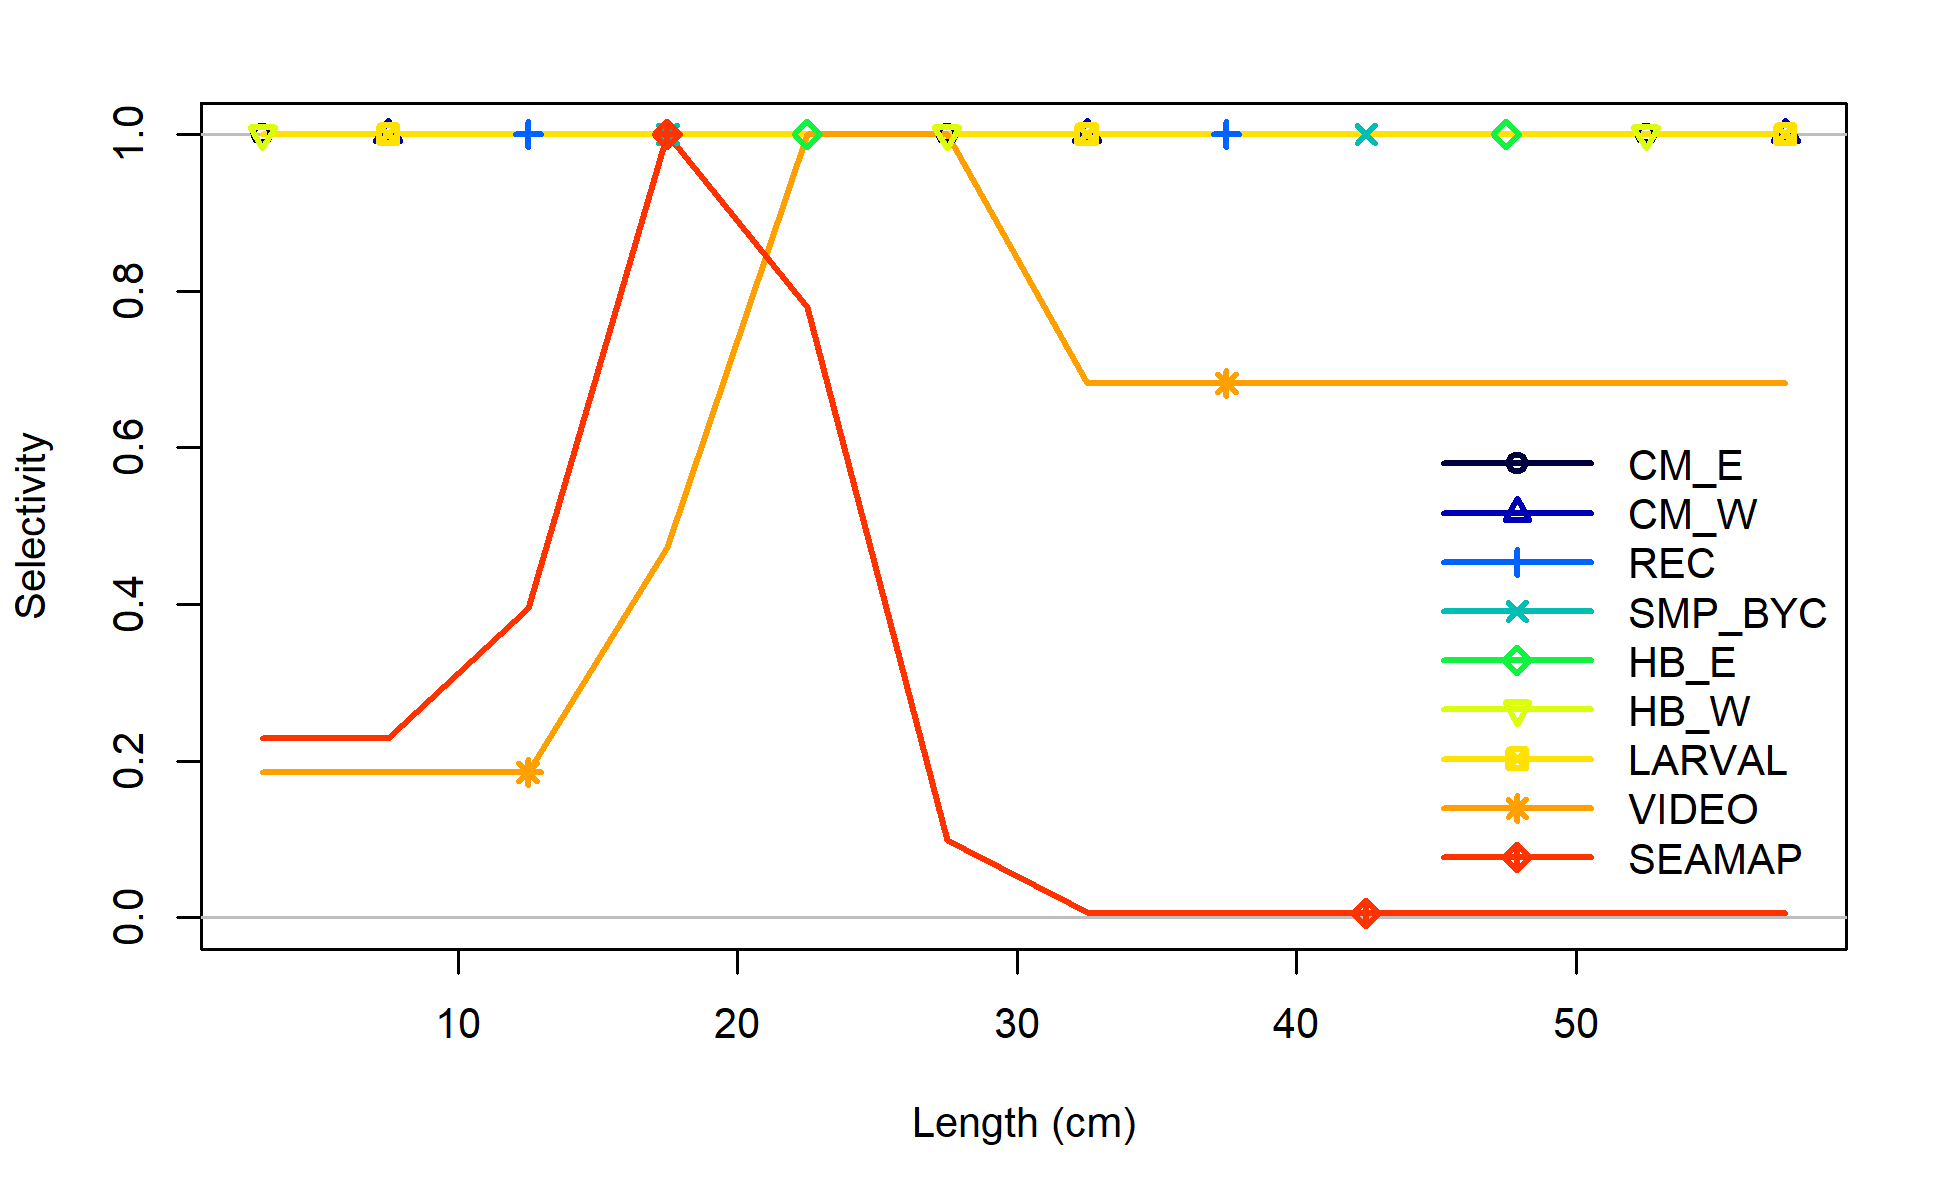 Selectivity
1.0
0.8
0.6
0.4
0.2
0.0
CM_E
CM_W
REC
SMP_BYC
HB_E
HB_W
LARVAL
VIDEO
SEAMAP
10 20 30 40 50
Length (cm)